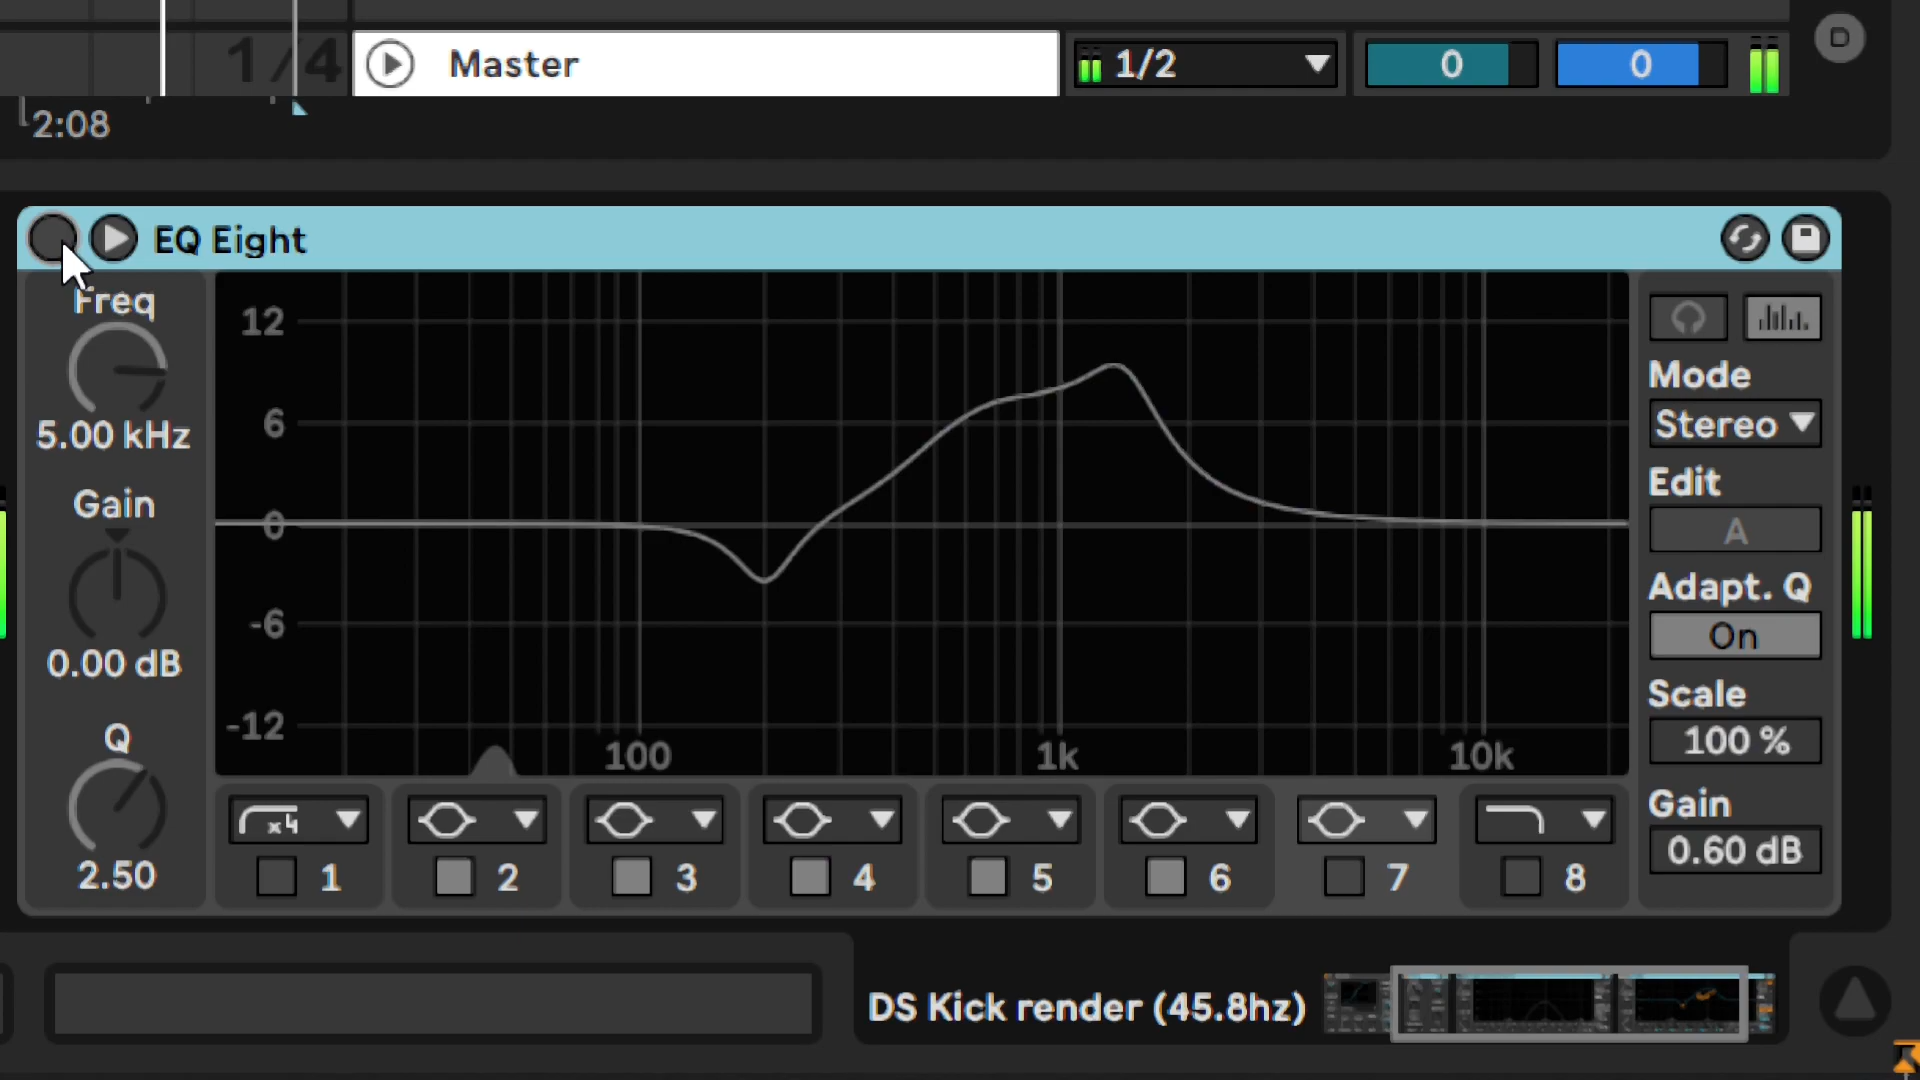 D
1/4
Master
1/2
0
0
2:08
EQ Eight
Freq
5.00 kHz
Gain
0.00 dB
Q
2.50
12
6
0
-6
-12
100
1k
10k
x4
1
2
3
4
5
6
7
8
Mode
Stereo
Edit
A
Adapt. Q
On
Scale
100 %
Gain
0.60 dB
DS Kick render (45.8hz)